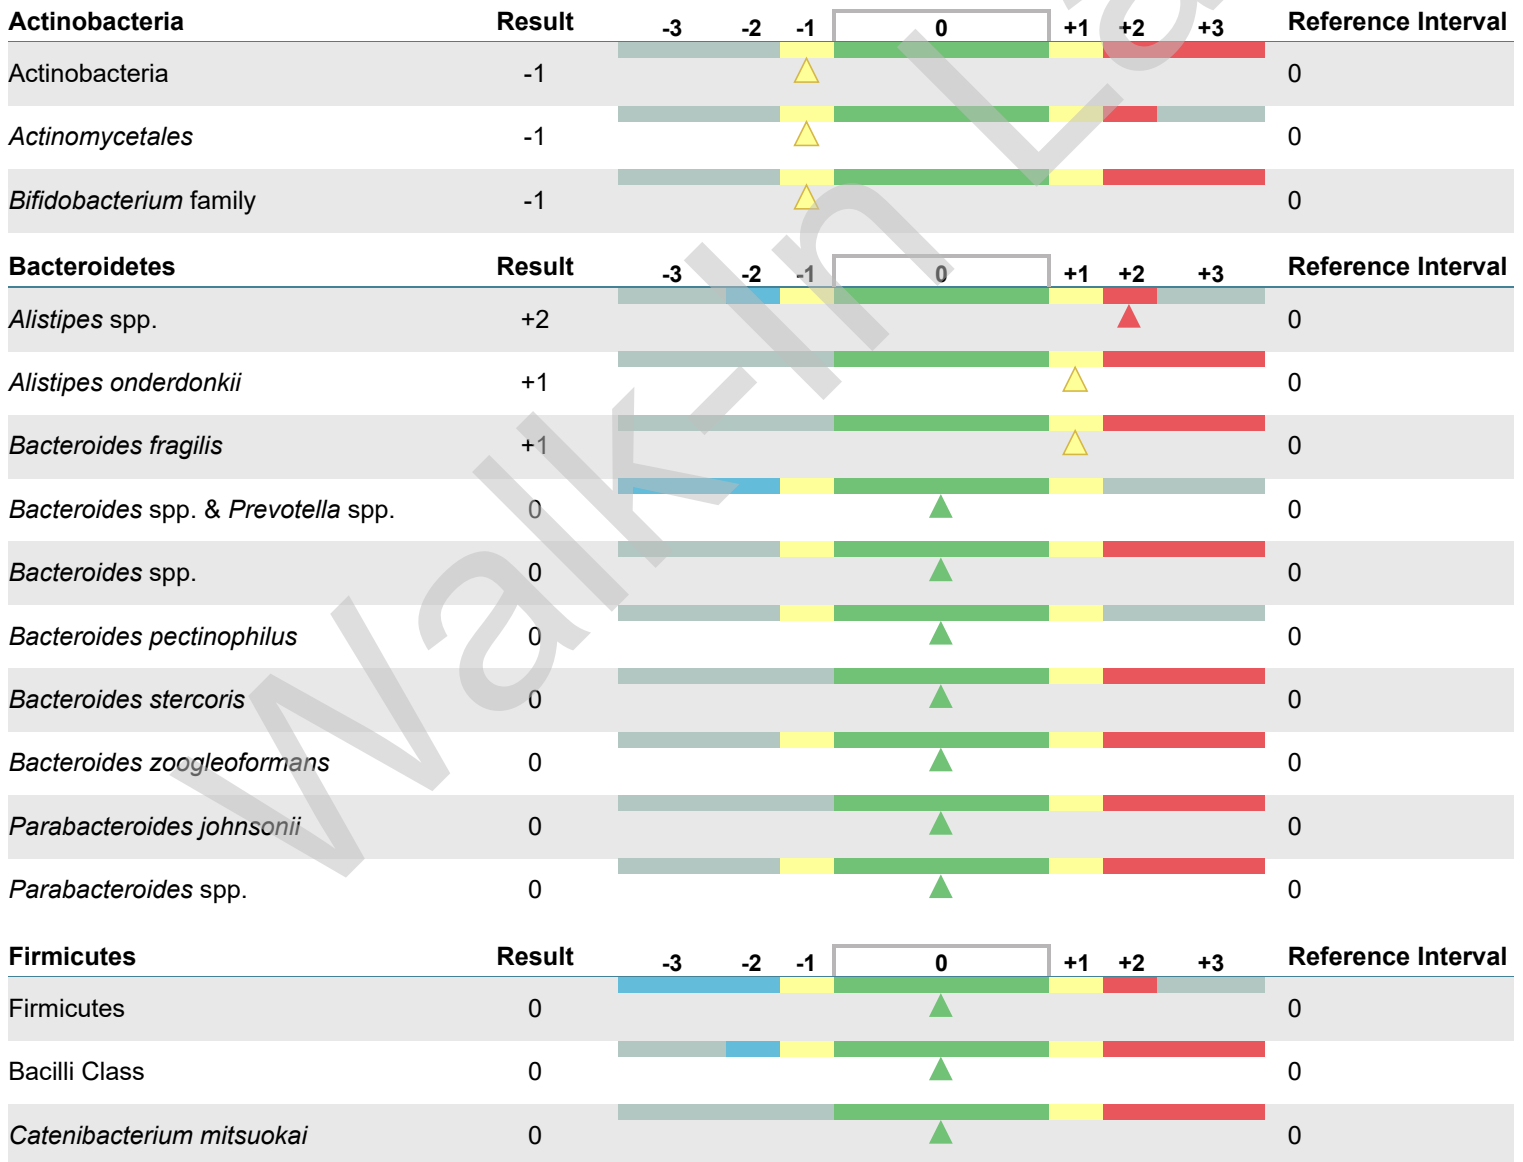 Actinobacteria Result -3 -2 -1 0 +1 +2 +3 Reference Interval
Actinobacteria -1 0
Actinomycetales -1 0
Bifidobacterium family -1 0
Bacteroidetes Result -3 -2 -1 0 +1 +2 +3 Reference Interval
Alistipes spp. +2 0
Alistipes onderdonkii +1 0
Bacteroides fragilis +1 0
Bacteroides spp. & Prevotella spp. 0 0
Bacteroides spp. 0 0
Bacteroides pectinophilus 0 0
Bacteroides stercoris 0 0
Bacteroides zoogleoformans 0 0
Parabacteroides johnsonii 0 0
Parabacteroides spp. 0 0
Firmicutes Result -3 -2 -1 0 +1 +2 +3 Reference Interval
Firmicutes 0 0
Bacilli Class 0 0
Catenibacterium mitsuokai 0 0
Walk-In La